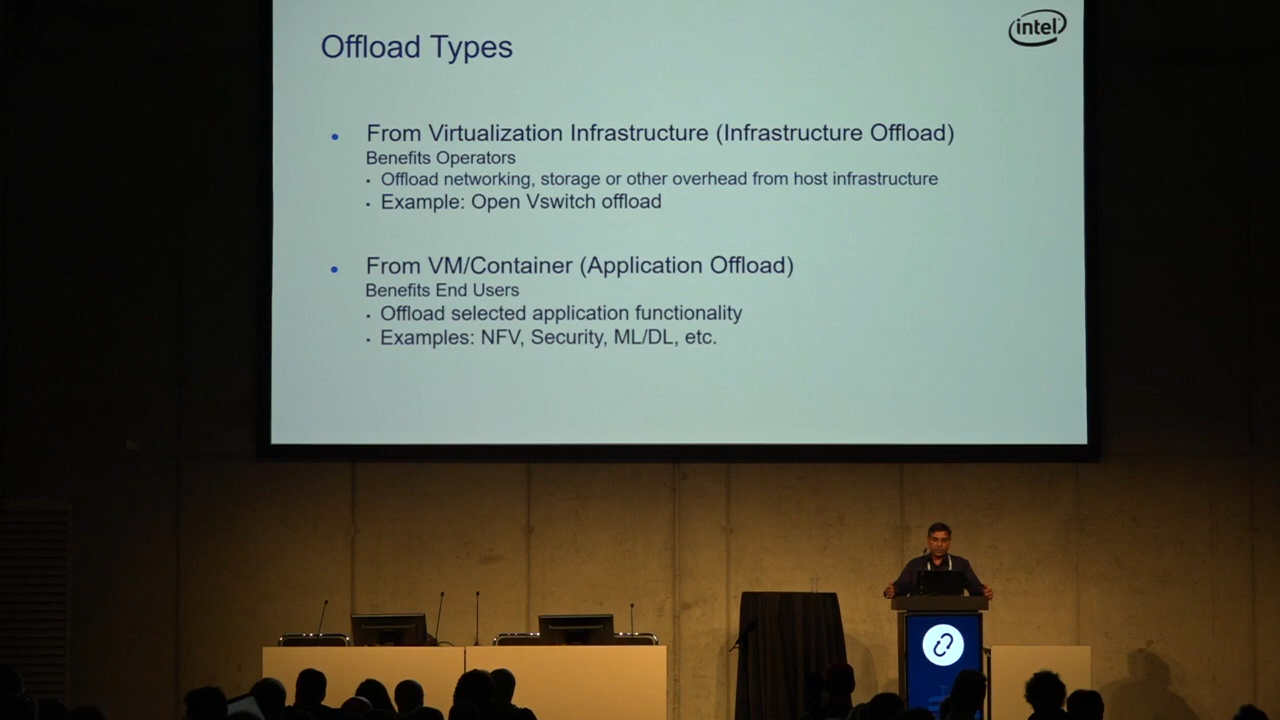 Offload Types
intel
From Virtualization Infrastructure (Infrastructure Offload)
Benefits Operators
Offload networking, storage or other overhead from host infrastructure
Example: Open Vswitch offload
From VM/Container (Application Offload)
Benefits End Users
Offload selected application functionality
Examples: NFV, Security, ML/DL, etc.